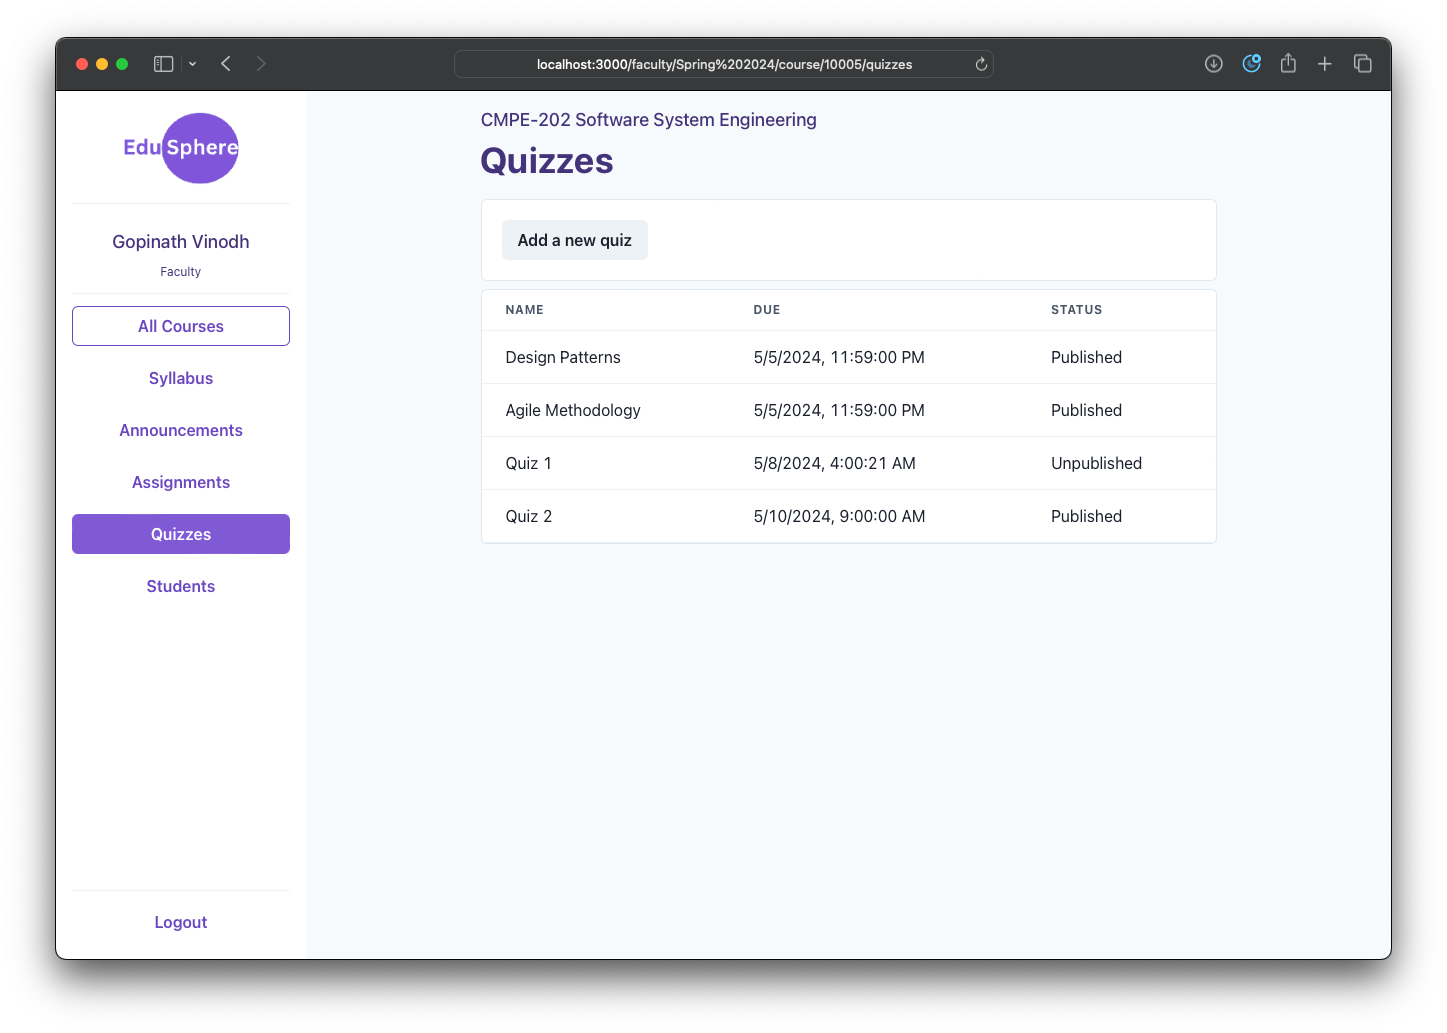 localhost:3000/faculty/Spring%202024/course/10005/quizzes
EduSphere
Gopinath Vinodh
Faculty
All Courses
Syllabus
Announcements
Assignments
Quizzes
Students
Logout
CMPE-202 Software System Engineering
Quizzes
Add a new quiz
NAME DUE STATUS
Design Patterns 5/5/2024, 11:59:00 PM Published
Agile Methodology 5/5/2024, 11:59:00 PM Published
Quiz 1 5/8/2024, 4:00:21 AM Unpublished
Quiz 2 5/10/2024, 9:00:00 AM Published